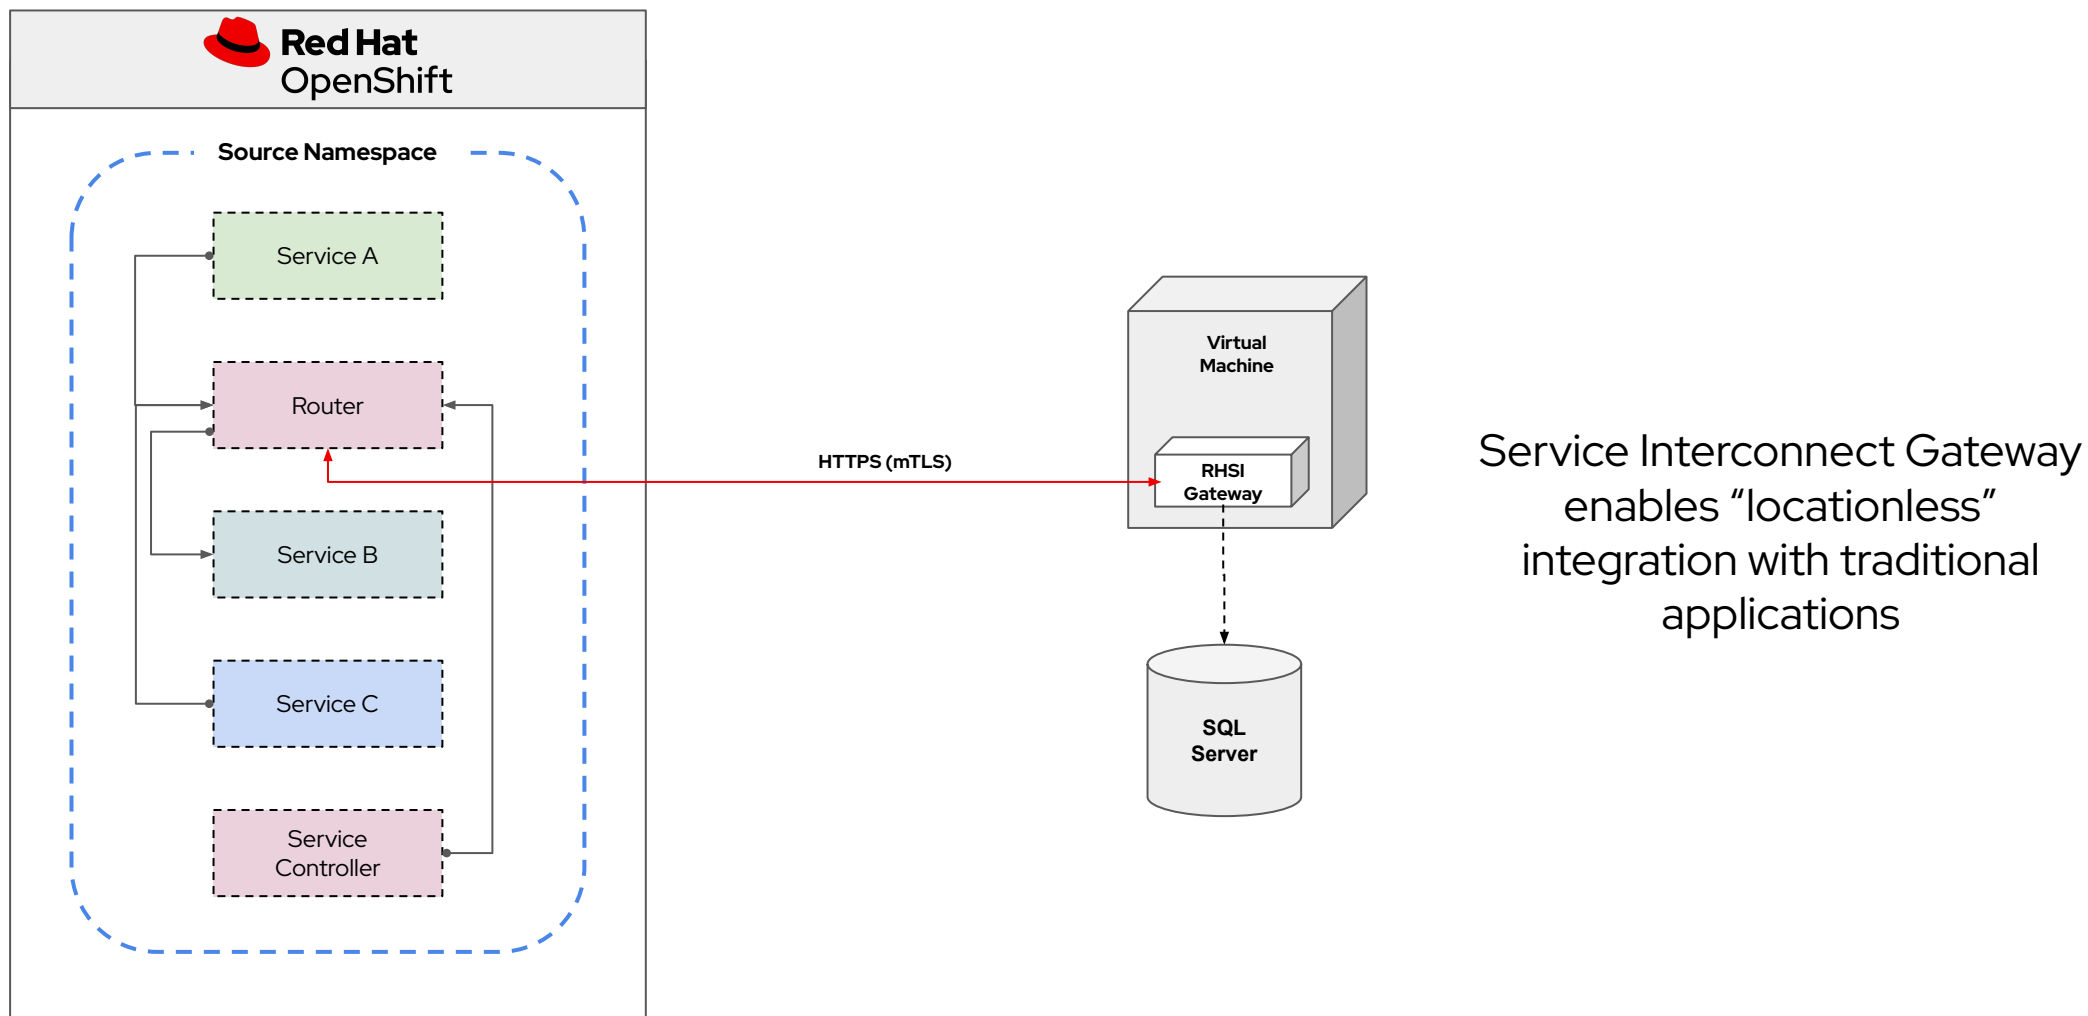 Red Hat
OpenShift
Source Namespace
Service A
Router
Service B
Service C
Service
Controller
HTTPS (mTLS)
Virtual
Machine
RHSI
Gateway
SQL
Server
Service Interconnect Gateway
enables “locationless”
integration with traditional
applications